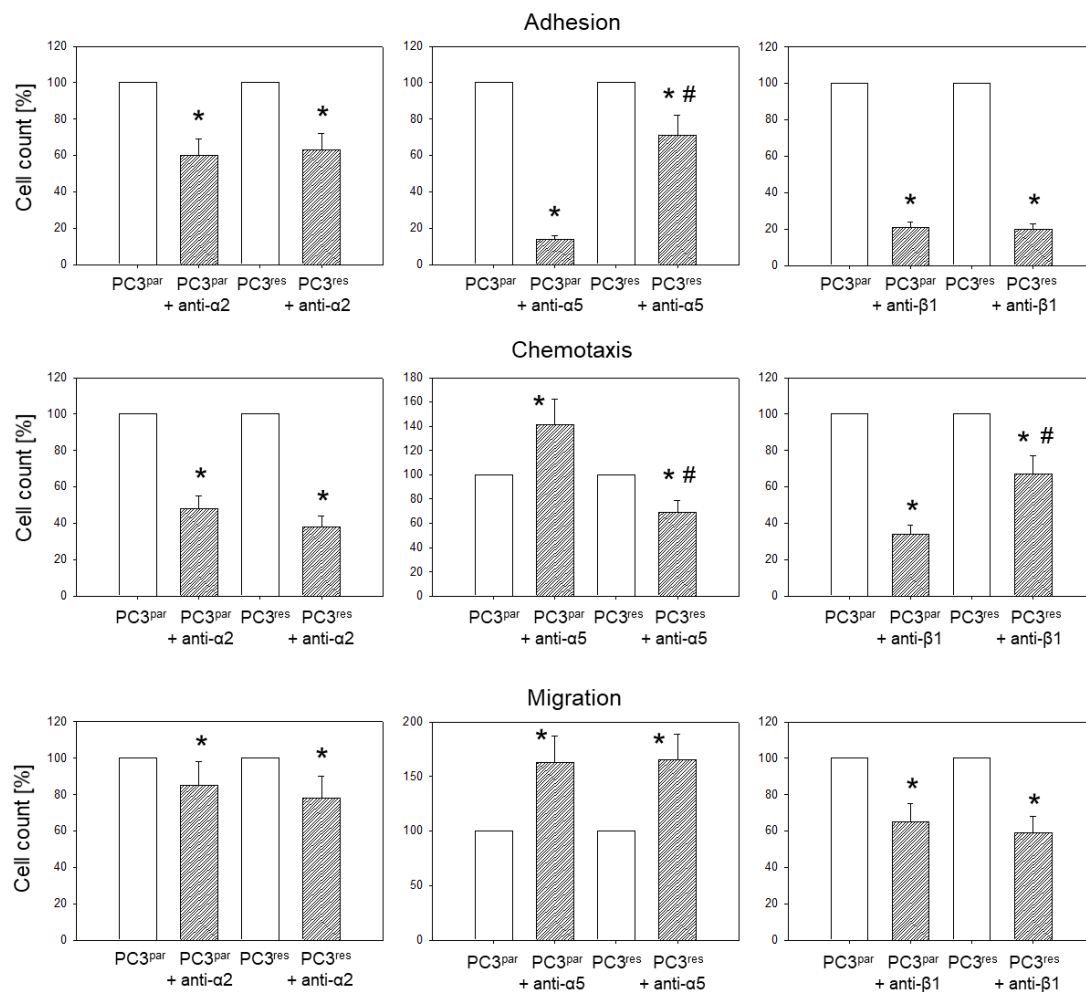 Adhesion
Cell count [%]
120
100
80
60
40
20
0
* *
PC3par PC3par PC3res PC3res
+ anti-α2 + anti-α2
120
100
80
60
40
20
0
* * #
PC3par PC3par PC3res PC3res
+ anti-α5 + anti-α5
120
100
80
60
40
20
0
* *
PC3par PC3par PC3res PC3res
+ anti-β1 + anti-β1
Chemotaxis
Cell count [%]
120
100
80
60
40
20
0
* *
PC3par PC3par PC3res PC3res
+ anti-α2 + anti-α2
180
160
140
120
100
80
60
40
20
0
* * #
PC3par PC3par PC3res PC3res
+ anti-α5 + anti-α5
120
100
80
60
40
20
0
* * #
PC3par PC3par PC3res PC3res
+ anti-β1 + anti-β1
Migration
Cell count [%]
120
100
80
60
40
20
0
* *
PC3par PC3par PC3res PC3res
+ anti-α2 + anti-α2
200
150
100
50
0
* *
PC3par PC3par PC3res PC3res
+ anti-α5 + anti-α5
120
100
80
60
40
20
0
* *
PC3par PC3par PC3res PC3res
+ anti-β1 + anti-β1